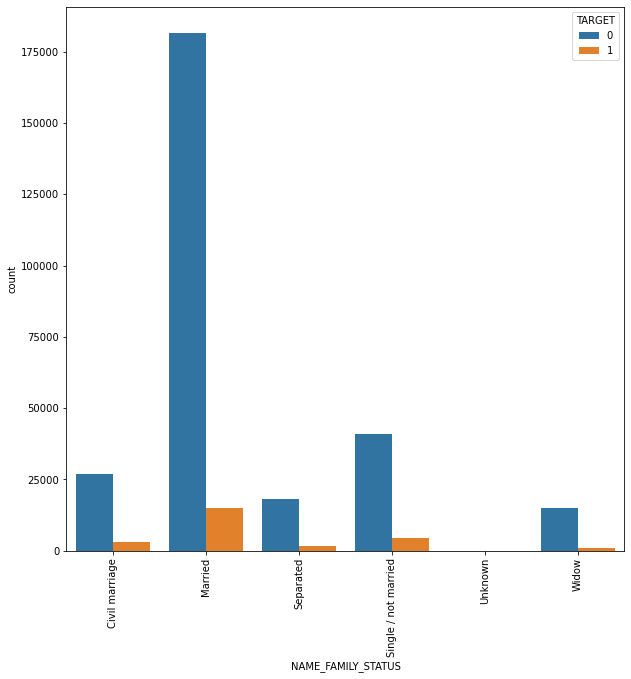 TARGET
0
1
175000
150000
125000
100000
75000
50000
25000
0
count
Civil marriage
Married
Separated
Single / not married
Unknown
Widow
NAME_FAMILY_STATUS